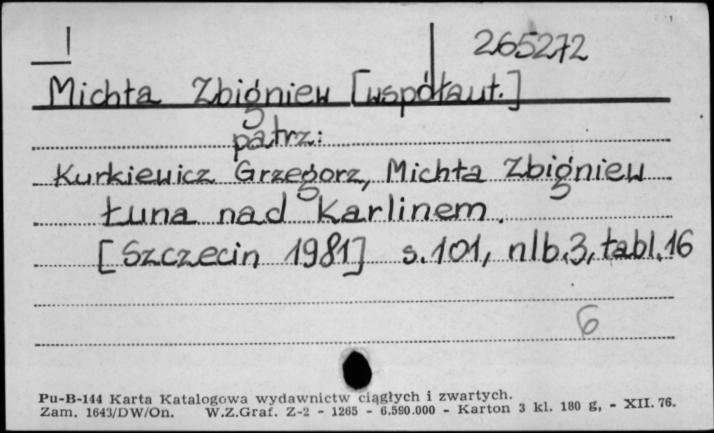 265272
Michta Zbigniew [współaut.]
patrz:
Kurkiewicz Grzegorz, Michta Zbigniew
Łuna nad Karlinem.
[Szczecin 1981] s.101, nlb.3, tabl.16
6
Pu-B-144 Karta Katalogowa wydawnictw ciągłych i zwartych.
Zam. 1643/DW/On. W.Z.Graf. Z-2 - 1265 - 6.590.000 - Karton 3 kl. 180 g, - XII. 76.